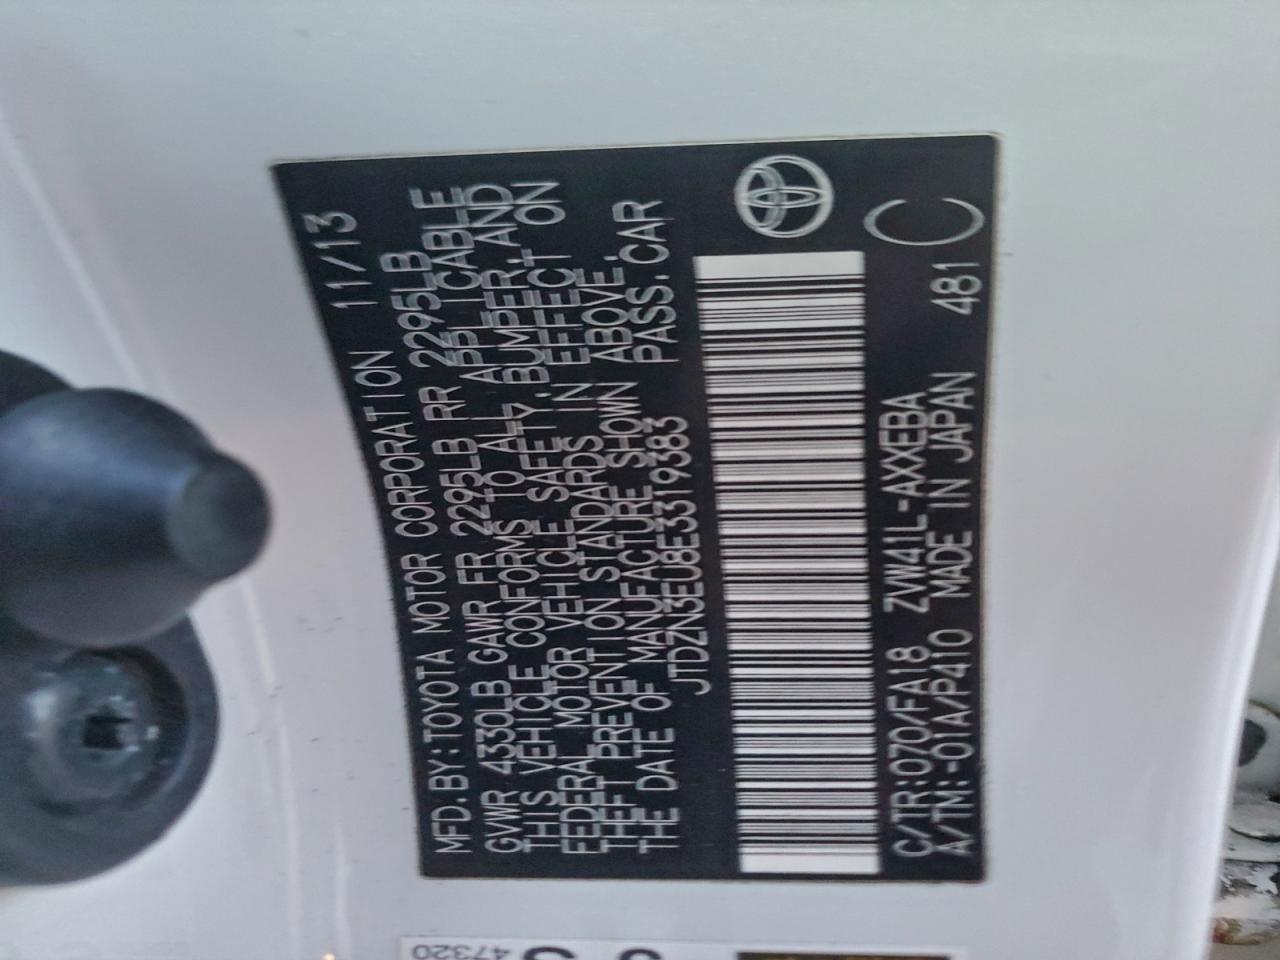 MFD.BY:TOYOTA MOTOR CORPORATION 11/13
GVWR 4330LB GAWR FR 2295LB RR 2295LB
THIS VEHICLE CONFORMS TO ALL APPLICABLE
FEDERAL MOTOR VEHICLE SAFETY,BUMPER,AND
THEFT PREVENTION STANDARDS IN EFFECT ON
THE DATE OF MANUFACTURE SHOWN ABOVE.
JTDZN3EU8E3319383 PASS.CAR
C/TR:070/FA18 ZVW41L-AXXEBA
A/TM:-01A/P410 MADE IN JAPAN 481 C
47320